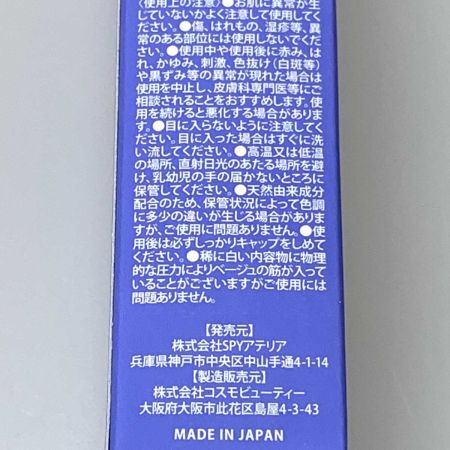 〈使用上の注意〉●お肌に異常が生
じていないかよく注意して使用してく
ださい。●傷、はれもの、湿疹等、異
常のある部位には使用しないでくだ
さい。●使用中や使用後に赤み、は
れ、かゆみ、刺激、色抜け(白斑等)
や黒ずみ等の異常が現れた場合は
使用を中止し、皮膚科専門医等にご
相談されることをおすすめします。使
用を続けると悪化する場合がありま
す。●目に入らないように注意してく
ださい。目に入った場合はすぐに洗
い流してください。●高温又は低温
の場所、直射日光のあたる場所を避
け、乳幼児の手の届かないところに
保管してください。●天然由来成分
配合のため、保管状況によって色調
に多少の違いが生じる場合がありま
すが、ご使用に問題ありません。●使
用後は必ずしっかりキャップをしめて
ください。●稀に白い内容物に物理
的な圧力によりベージュの筋が入って
いることがございますがご使用には
問題ありません。
【発売元】
株式会社SPYアテリア
兵庫県神戸市中央区中山手通4-1-14
【製造販売元】
株式会社コスモビューティー
大阪府大阪市此花区島屋4-3-43
MADE IN JAPAN